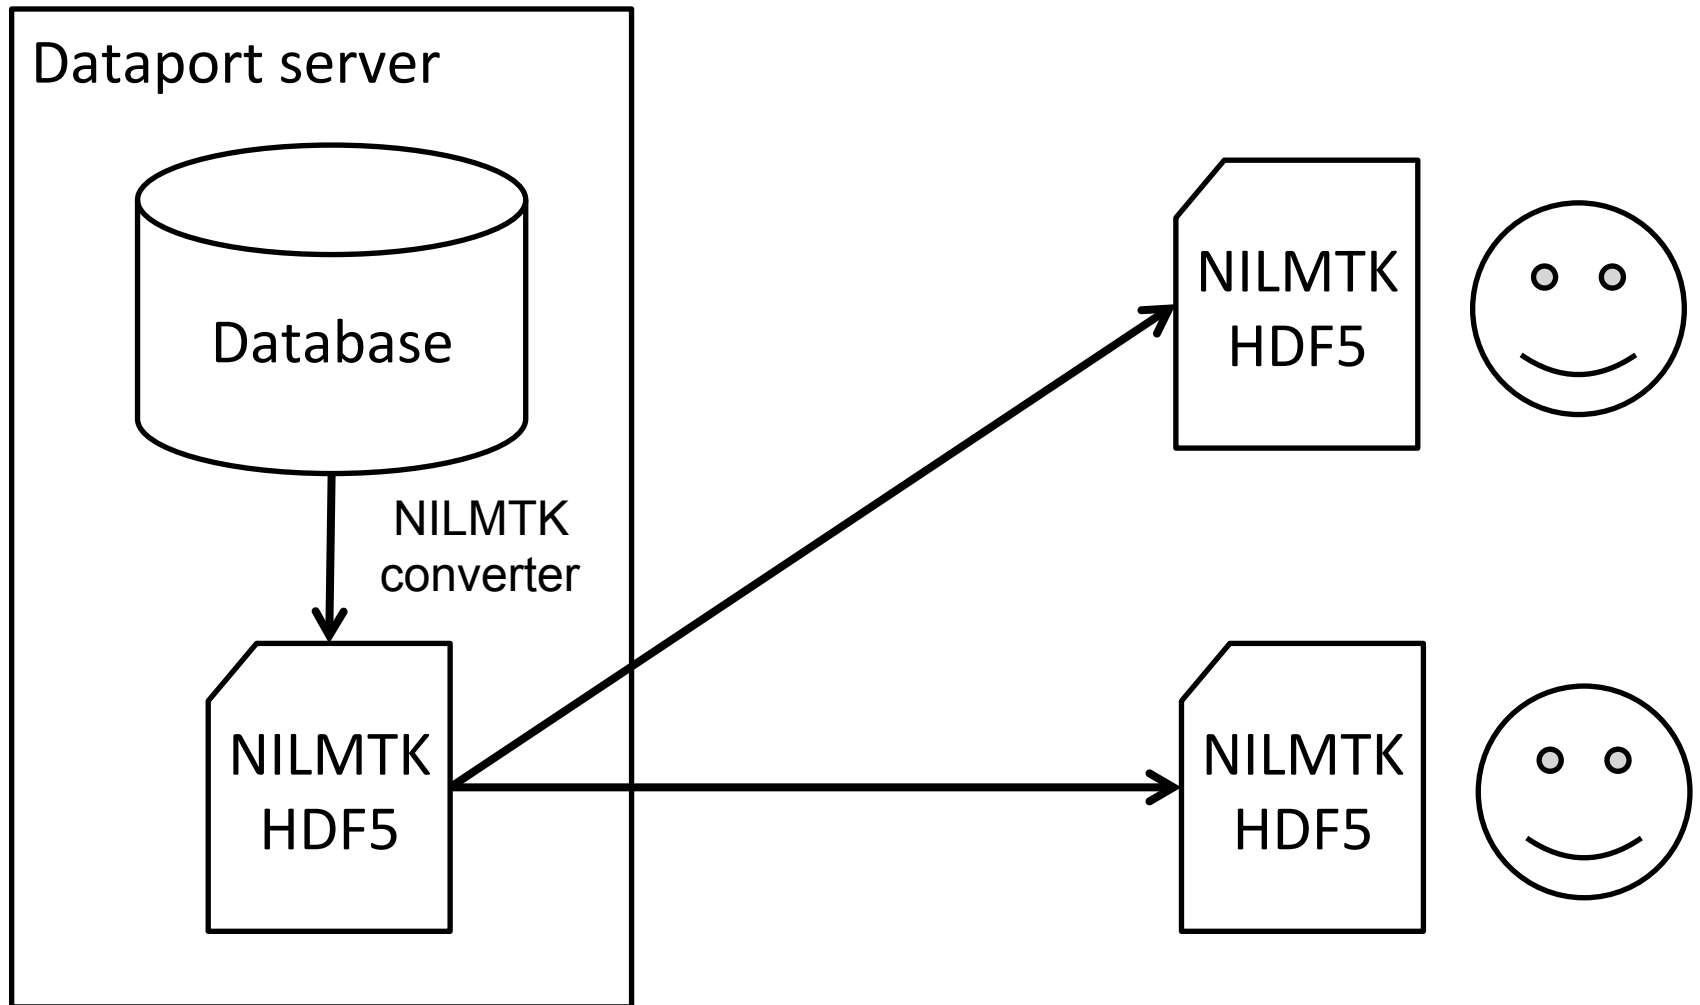 Dataport server
Database
NILMTK
converter
NILMTK
HDF5
NILMTK
HDF5
NILMTK
HDF5